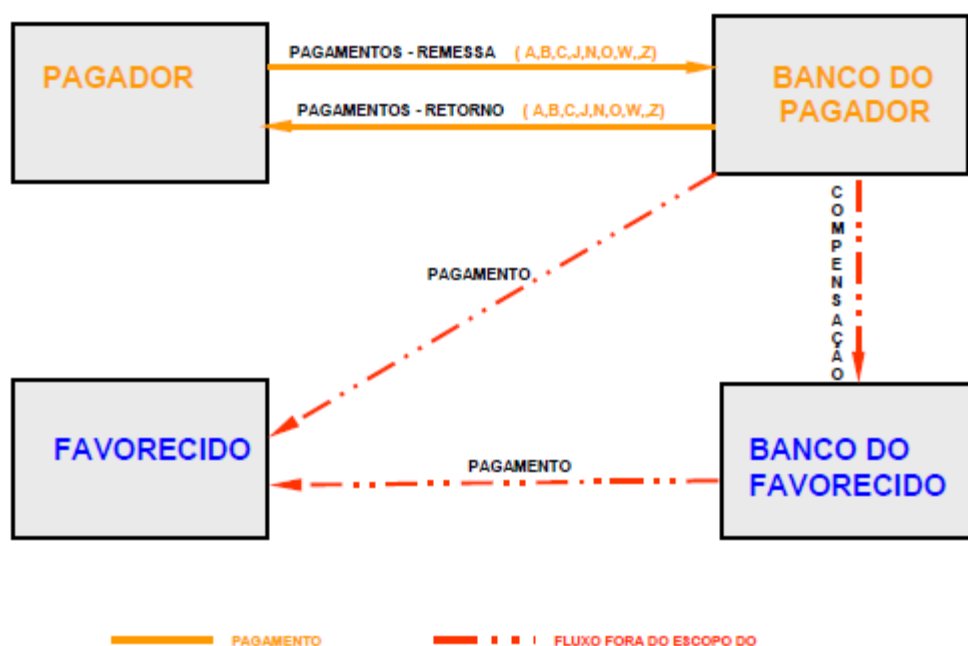 PAGAMENTOS - REMESSA ( A,B,C,J,N,O,W,,Z)
PAGADOR
BANCO DO
PAGADOR
PAGAMENTOS - RETORNO ( A,B,C,J,N,O,W,,Z)
COMPENSAÇÃO
PAGAMENTO
FAVORECIDO
BANCO DO
FAVORECIDO
PAGAMENTO
PAGAMENTO
FLUXO FORA DO ESCOPO DO